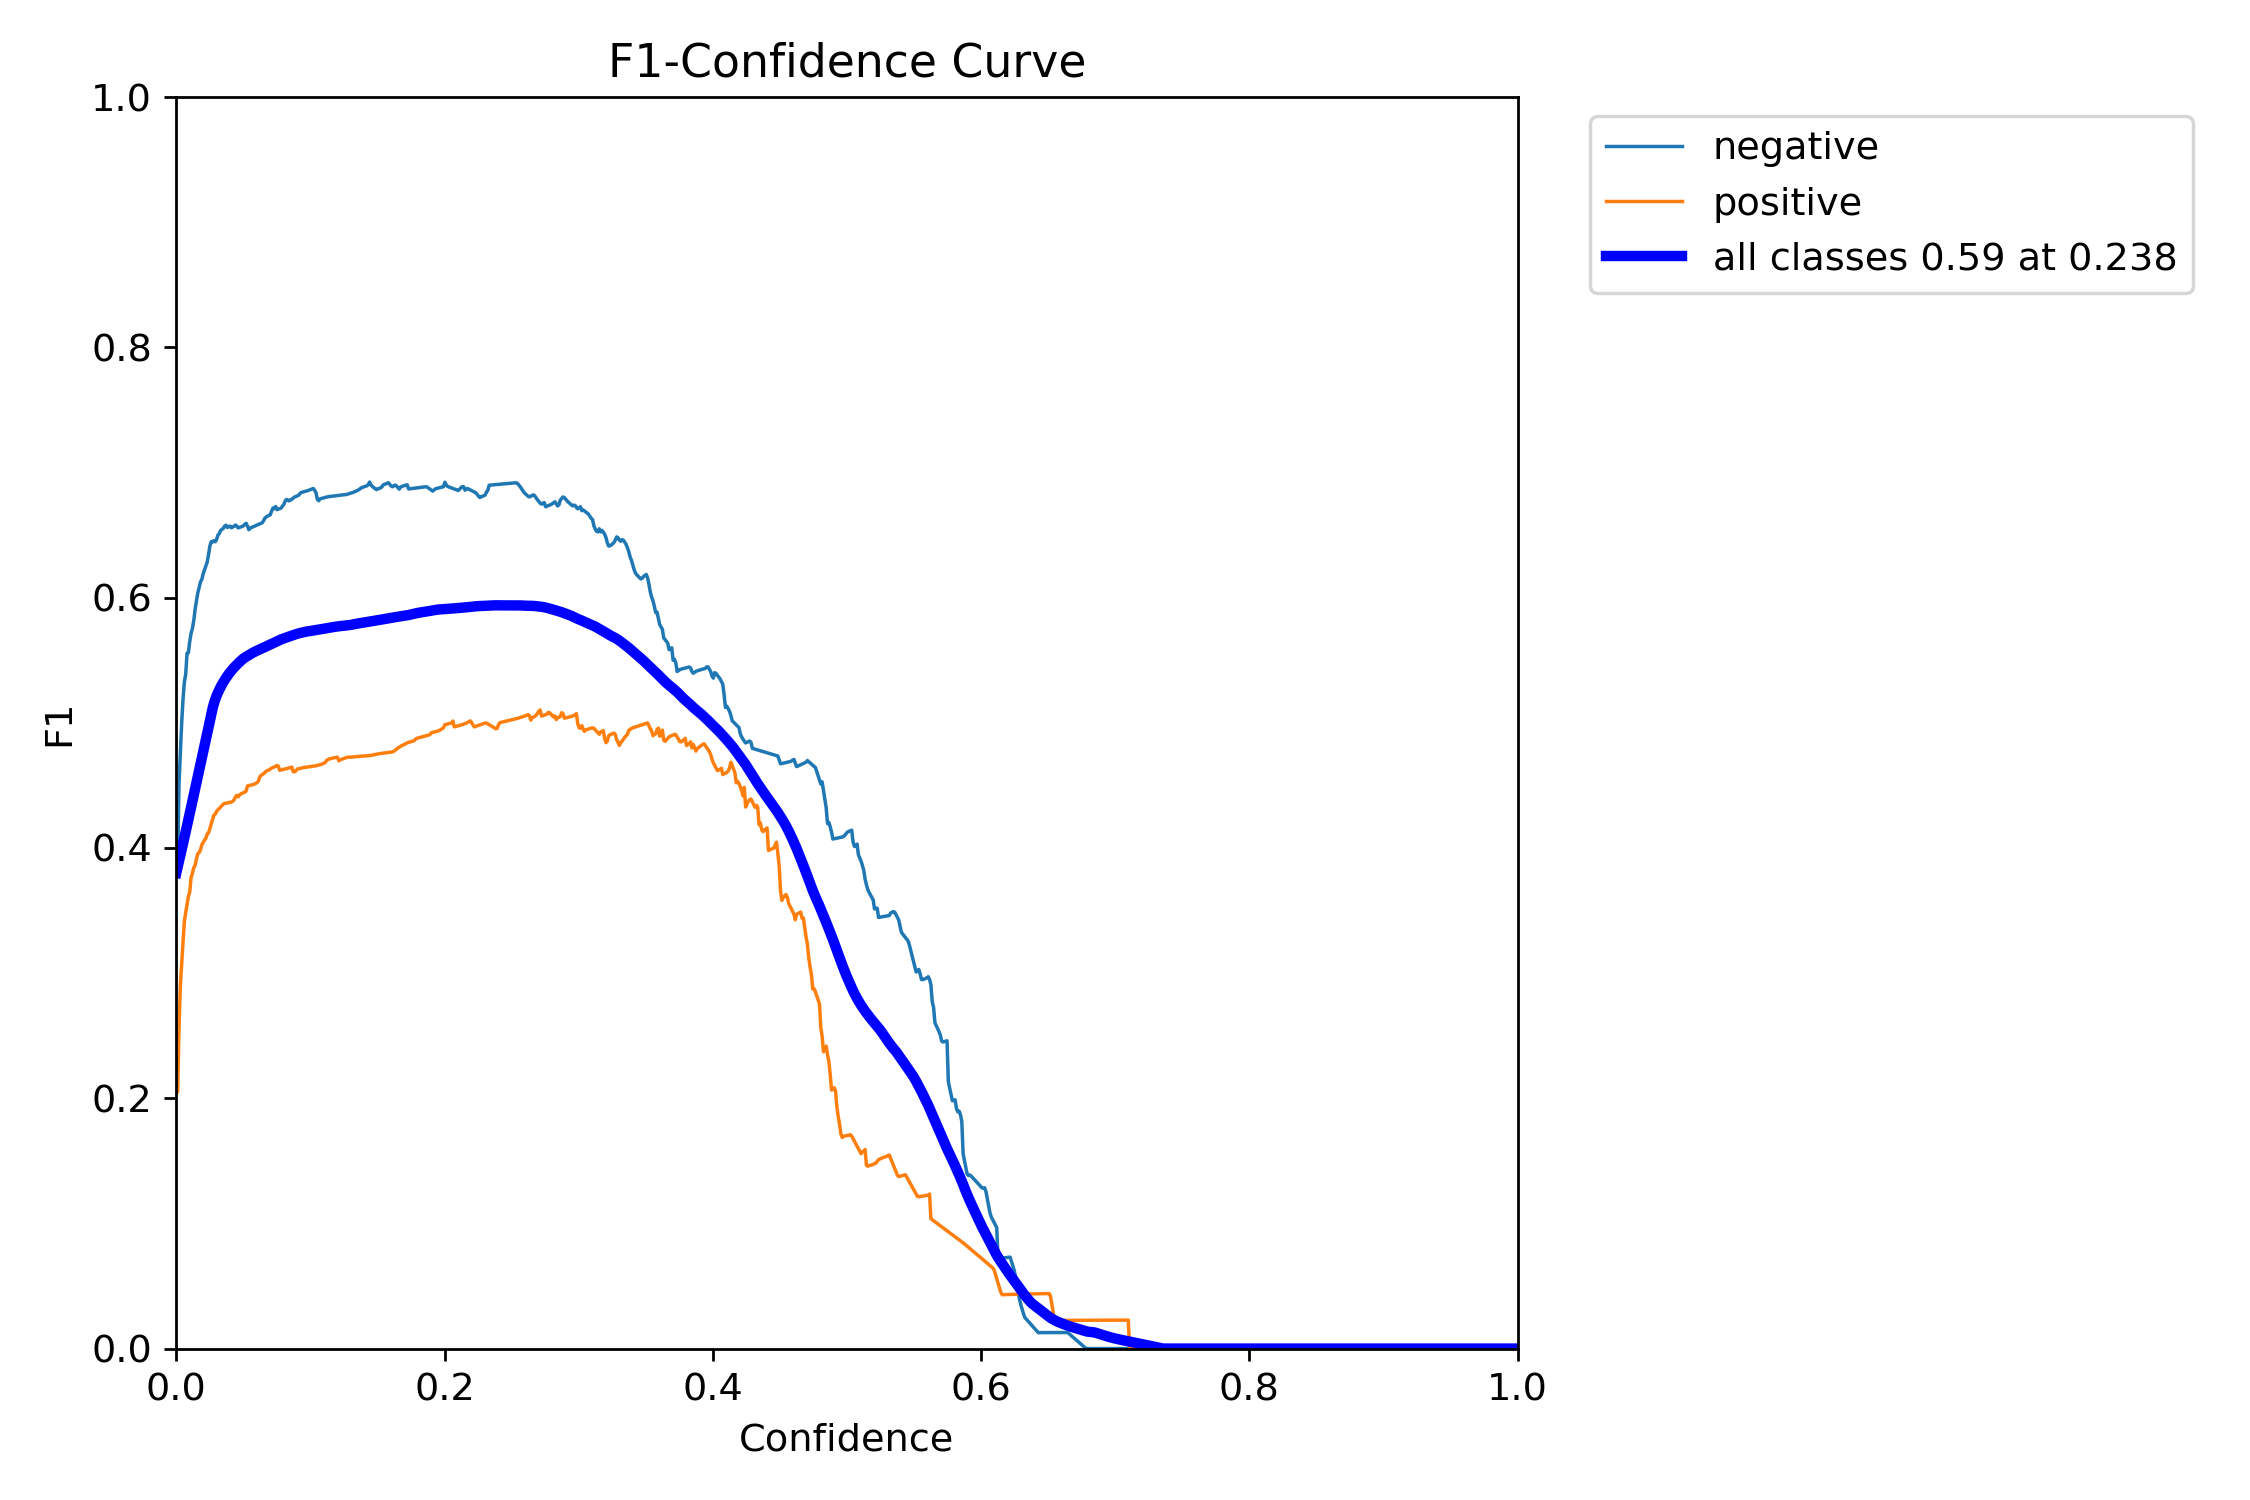 F1-Confidence Curve
negative
positive
all classes 0.59 at 0.238
1.0
0.8
0.6
0.4
0.2
0.0
F1
0.0 0.2 0.4 0.6 0.8 1.0
Confidence